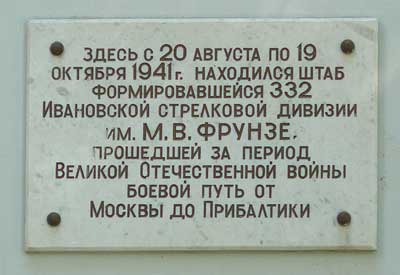 ЗДЕСЬ С 20 АВГУСТА ПО 19
ОКТЯБРЯ 1941 г. НАХОДИЛСЯ ШТАБ
ФОРМИРОВАВШЕЙСЯ 332
ИВАНОВСКОЙ СТРЕЛКОВОЙ ДИВИЗИИ
ИМ. М.В. ФРУНЗЕ,
ПРОШЕДШЕЙ ЗА ПЕРИОД
ВЕЛИКОЙ ОТЕЧЕСТВЕННОЙ ВОЙНЫ
БОЕВОЙ ПУТЬ ОТ
МОСКВЫ ДО ПРИБАЛТИКИ